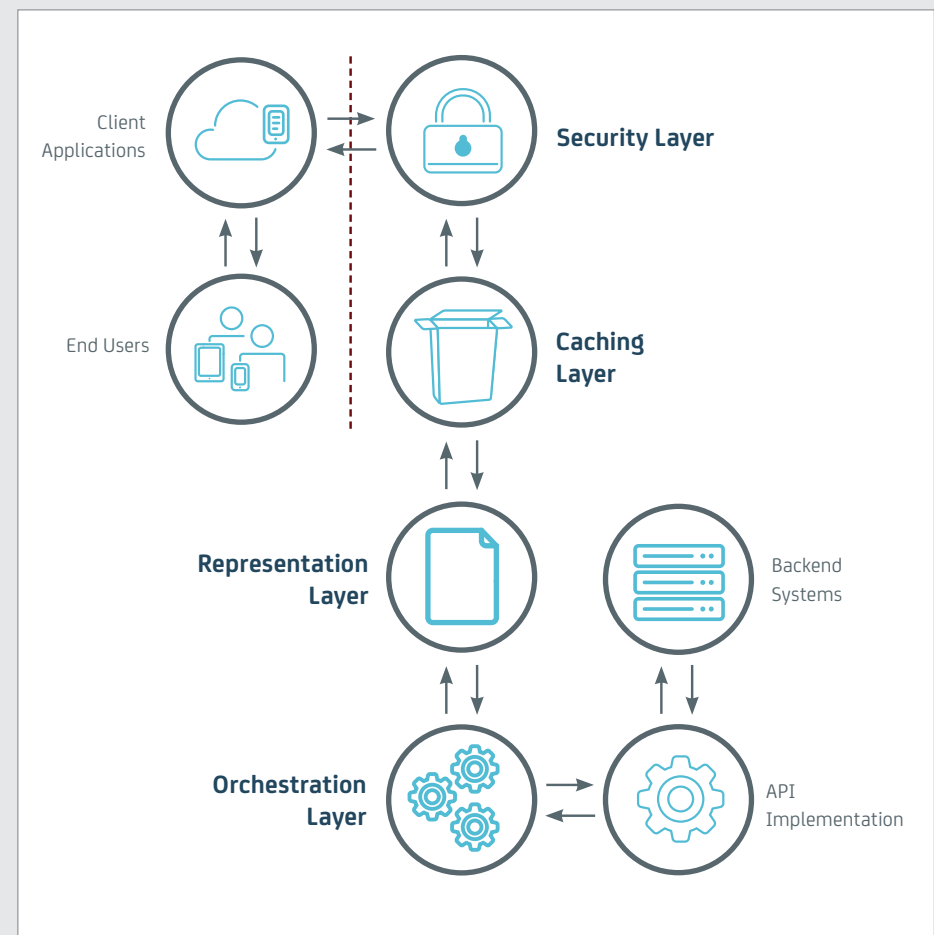 Client
Applications
Security Layer
End Users
Caching
Layer
Representation
Layer
Backend
Systems
Orchestration
Layer
API
Implementation